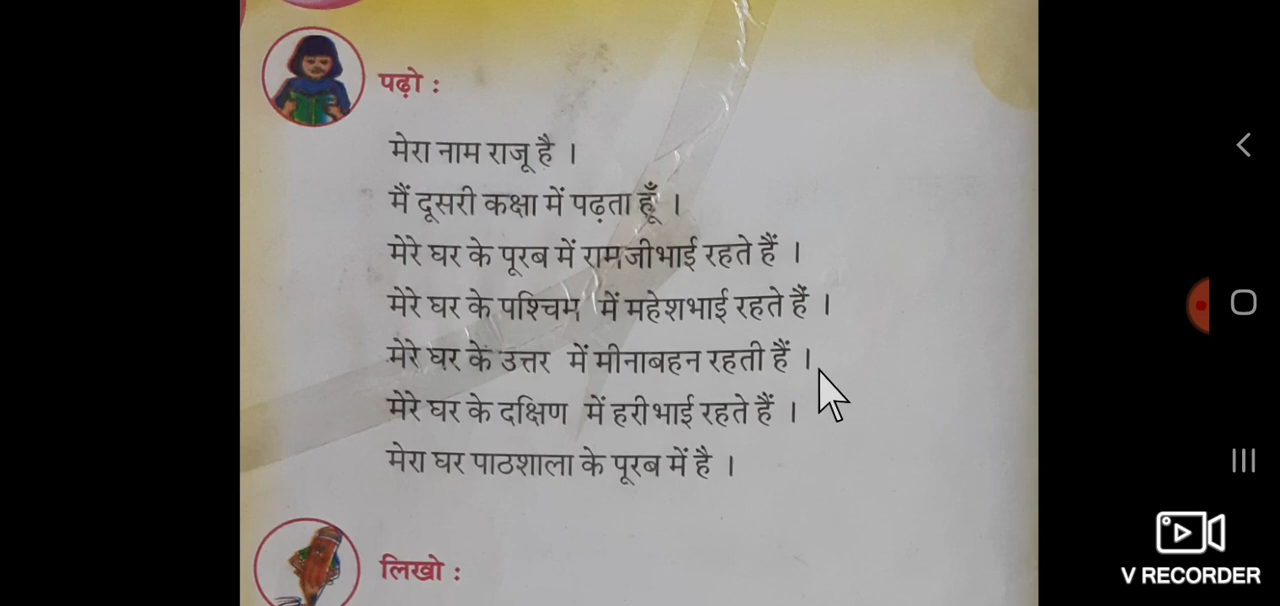 पढ़ो :
मेरा नाम राजू है ।
मैं दूसरी कक्षा में पढ़ता हूँ ।
मेरे घर के पूरब में रामजीभाई रहते हैं ।
मेरे घर के पश्चिम में महेशभाई रहते हैं ।
मेरे घर के उत्तर में मीनाबहन रहती हैं ।
मेरे घर के दक्षिण में हरीभाई रहते हैं ।
मेरा घर पाठशाला के पूरब में है ।
लिखो :
V RECORDER